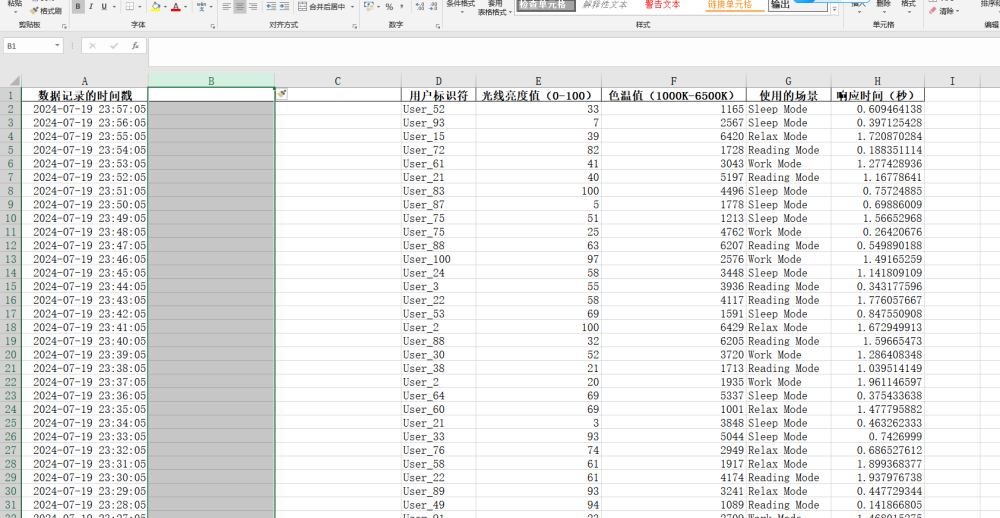 粘贴 格式刷 B I U A 合并后居中 % 条件格式 套用 表格格式 检查单元格 解释性文本 警告文本 链接单元格 输出 插入 删除 格式 清除
剪贴板 字体 对齐方式 数字 样式 单元格
B1 fx
A B C D E F G H I J
1 数据记录的时间戳 用户标识符 光线亮度值（0-100） 色温值（1000K-6500K） 使用的场景 响应时间（秒）
2 2024-07-19 23:57:05 User_52 33 1165 Sleep Mode 0.609464138
3 2024-07-19 23:56:05 User_93 7 2567 Sleep Mode 0.397125428
4 2024-07-19 23:55:05 User_15 39 6420 Relax Mode 1.720870284
5 2024-07-19 23:54:05 User_72 82 1728 Reading Mode 0.188351114
6 2024-07-19 23:53:05 User_61 41 3043 Work Mode 1.277428936
7 2024-07-19 23:52:05 User_21 40 5197 Reading Mode 1.16778641
8 2024-07-19 23:51:05 User_83 100 4496 Sleep Mode 0.75724885
9 2024-07-19 23:50:05 User_87 5 1778 Sleep Mode 0.69886009
10 2024-07-19 23:49:05 User_75 51 1213 Sleep Mode 1.56652968
11 2024-07-19 23:48:05 User_75 25 4762 Work Mode 0.26420676
12 2024-07-19 23:47:05 User_88 63 6207 Reading Mode 0.549890188
13 2024-07-19 23:46:05 User_100 97 2576 Work Mode 1.49165259
14 2024-07-19 23:45:05 User_24 58 3448 Sleep Mode 1.141809109
15 2024-07-19 23:44:05 User_3 55 3936 Reading Mode 0.343177596
16 2024-07-19 23:43:05 User_22 58 4117 Reading Mode 1.776057667
17 2024-07-19 23:42:05 User_53 69 1591 Sleep Mode 0.847550908
18 2024-07-19 23:41:05 User_2 100 6429 Relax Mode 1.672949913
19 2024-07-19 23:40:05 User_88 32 6205 Reading Mode 1.59665473
20 2024-07-19 23:39:05 User_30 52 3720 Work Mode 1.286408348
21 2024-07-19 23:38:05 User_38 21 1713 Reading Mode 1.039514149
22 2024-07-19 23:37:05 User_2 20 1935 Work Mode 1.961146597
23 2024-07-19 23:36:05 User_64 69 5337 Sleep Mode 0.375433638
24 2024-07-19 23:35:05 User_60 69 1001 Relax Mode 1.477795882
25 2024-07-19 23:34:05 User_21 3 3848 Sleep Mode 0.463262333
26 2024-07-19 23:33:05 User_33 93 5044 Sleep Mode 0.7426999
27 2024-07-19 23:32:05 User_76 74 2949 Relax Mode 0.686527612
28 2024-07-19 23:31:05 User_58 61 1917 Relax Mode 1.899368377
29 2024-07-19 23:30:05 User_22 61 4174 Reading Mode 1.937976738
30 2024-07-19 23:29:05 User_89 93 3241 Relax Mode 0.447729344
31 2024-07-19 23:28:05 User_49 94 1089 Reading Mode 0.141866805